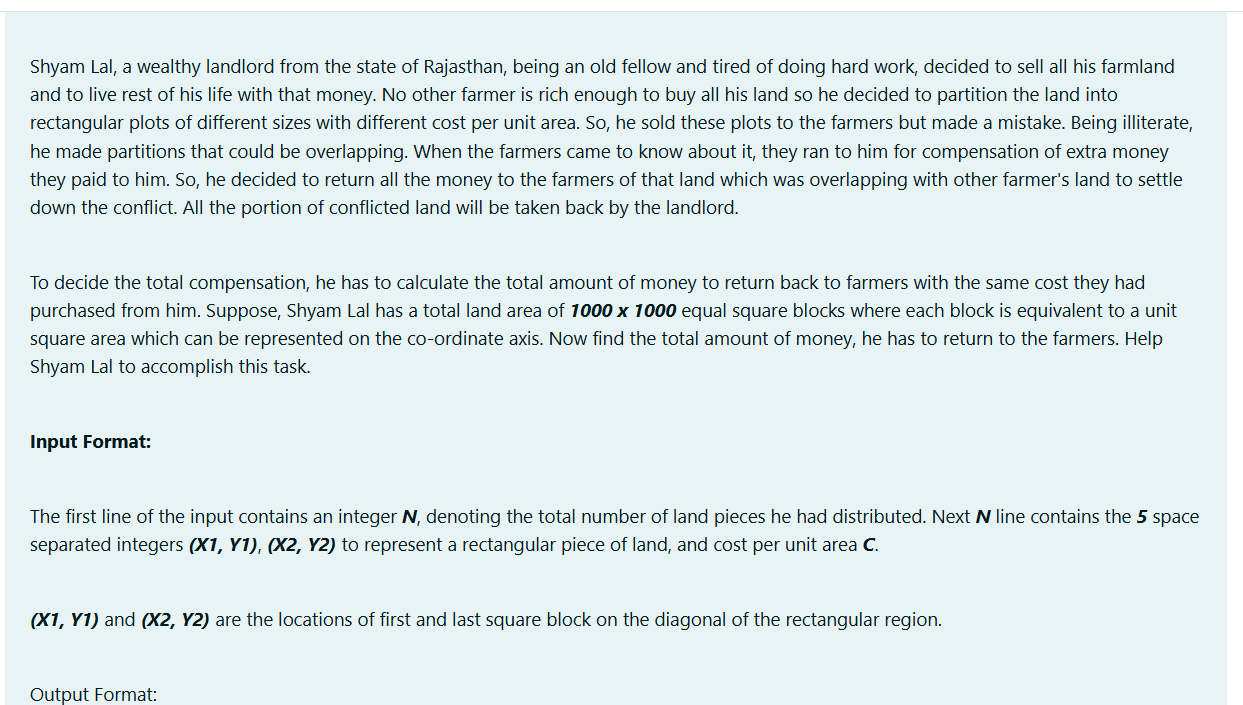 Shyam Lal, a wealthy landlord from the state of Rajasthan, being an old fellow and tired of doing hard work, decided to sell all his farmland
and to live rest of his life with that money. No other farmer is rich enough to buy all his land so he decided to partition the land into
rectangular plots of different sizes with different cost per unit area. So, he sold these plots to the farmers but made a mistake. Being illiterate,
he made partitions that could be overlapping. When the farmers came to know about it, they ran to him for compensation of extra money
they paid to him. So, he decided to return all the money to the farmers of that land which was overlapping with other farmer's land to settle
down the conflict. All the portion of conflicted land will be taken back by the landlord.
To decide the total compensation, he has to calculate the total amount of money to return back to farmers with the same cost they had
purchased from him. Suppose, Shyam Lal has a total land area of 1000 x 1000 equal square blocks where each block is equivalent to a unit
square area which can be represented on the co-ordinate axis. Now find the total amount of money, he has to return to the farmers. Help
Shyam Lal to accomplish this task.
Input Format:
The first line of the input contains an integer N, denoting the total number of land pieces he had distributed. Next N line contains the 5 space
separated integers (X1, Y1), (X2, Y2) to represent a rectangular piece of land, and cost per unit area C.
(X1, Y1) and (X2, Y2) are the locations of first and last square block on the diagonal of the rectangular region.
Output Format: